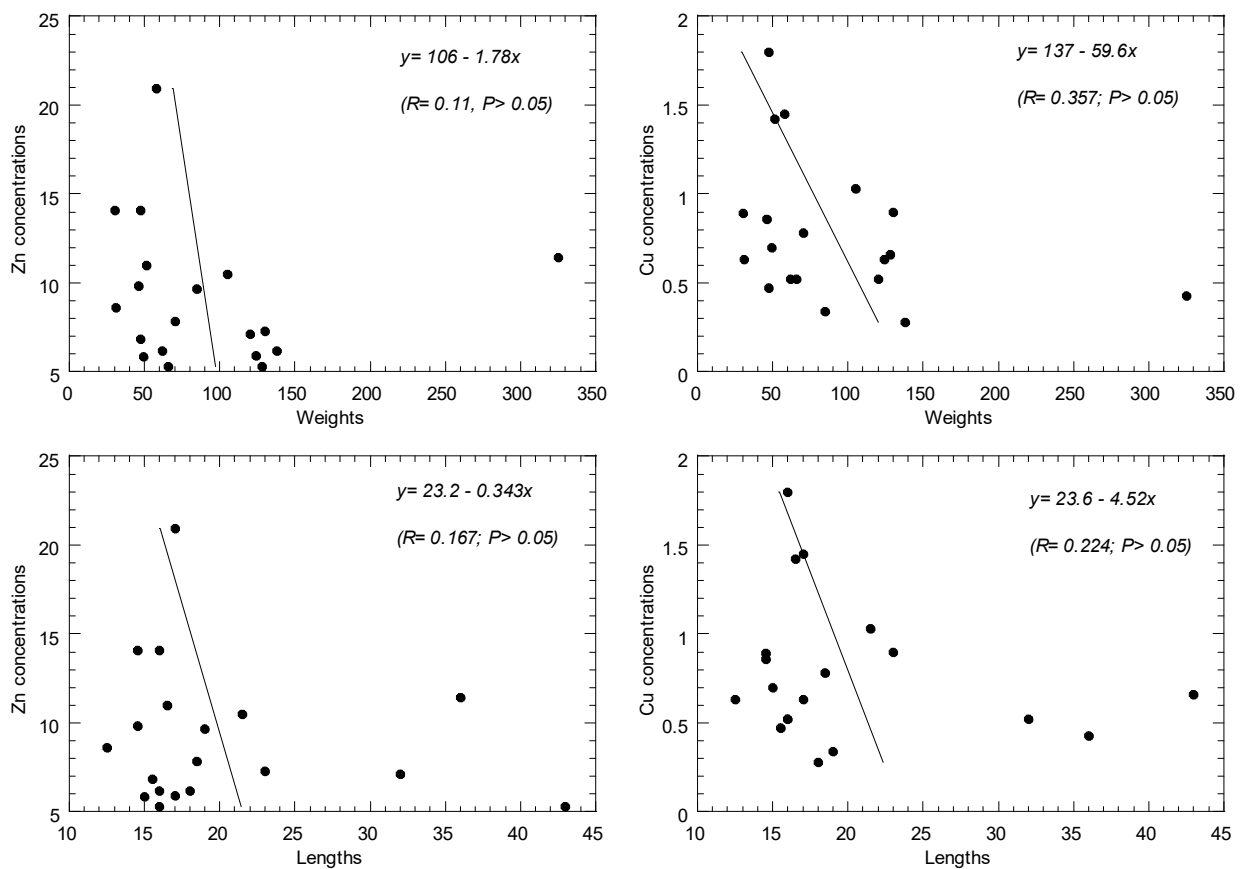 25
20
15
10
5
Zn concentrations
y= 106 - 1.78x
(R= 0.11, P> 0.05)
0 50 100 150 200 250 300 350
Weights
2
1.5
1
0.5
0
Cu concentrations
y= 137 - 59.6x
(R= 0.357; P> 0.05)
0 50 100 150 200 250 300 350
Weights
25
20
15
10
5
Zn concentrations
y= 23.2 - 0.343x
(R= 0.167; P> 0.05)
10 15 20 25 30 35 40 45
Lengths
2
1.5
1
0.5
0
Cu concentrations
y= 23.6 - 4.52x
(R= 0.224; P> 0.05)
10 15 20 25 30 35 40 45
Lengths